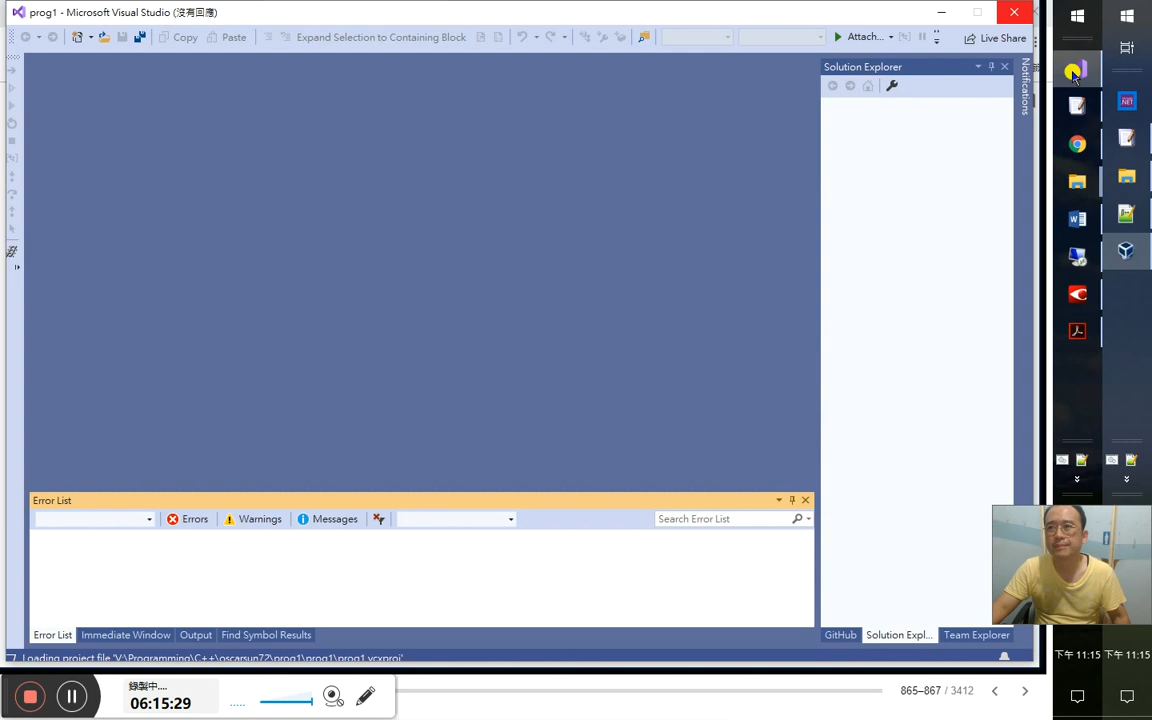 prog1 - Microsoft Visual Studio (沒有回應)
Copy Paste Expand Selection to Containing Block Attach... Live Share
Solution Explorer
Notifications
.NET
Error List
Errors Warnings Messages Search Error List
Error List Immediate Window Output Find Symbol Results GitHub Solution Expl... Team Explorer
Loading project file 'V:\Programming\C++\oscarsun72\prog1\prog1\prog1.vcxproj'
下午 11:15 下午 11:15
錄製中....
06:15:29
865–867 / 3412